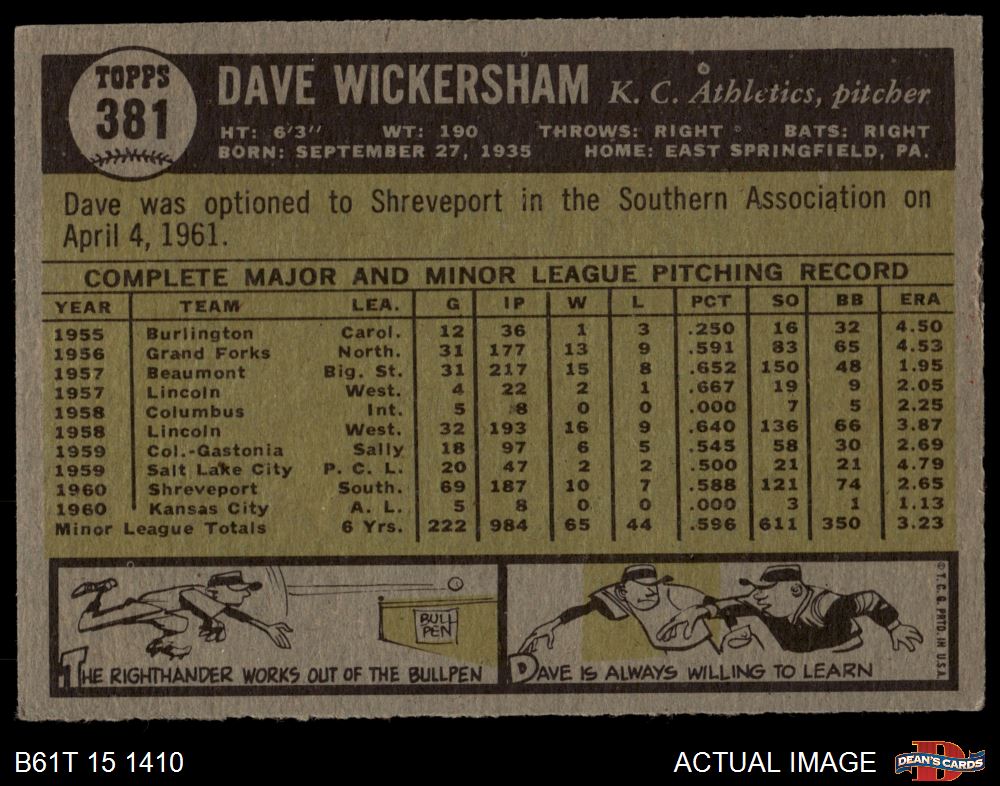 TOPPS
381
DAVE WICKERSHAM K. C. Athletics, pitcher
HT: 6'3" WT: 190 THROWS: RIGHT BATS: RIGHT
BORN: SEPTEMBER 27, 1935 HOME: EAST SPRINGFIELD, PA.
Dave was optioned to Shreveport in the Southern Association on
April 4, 1961.
COMPLETE MAJOR AND MINOR LEAGUE PITCHING RECORD
YEAR TEAM LEA. G IP W L PCT SO BB ERA
1955 Burlington Carol. 12 36 1 3 .250 16 32 4.50
1956 Grand Forks North. 31 177 13 9 .591 83 65 4.53
1957 Beaumont Big. St. 31 217 15 8 .652 150 48 1.95
1957 Lincoln West. 4 22 2 1 .667 19 9 2.05
1958 Columbus Int. 5 8 0 0 .000 7 5 2.25
1958 Lincoln West. 32 193 16 9 .640 136 66 3.87
1959 Col.-Gastonia Sally 18 97 6 5 .545 58 30 2.69
1959 Salt Lake City P. C. L. 20 47 2 2 .500 21 21 4.79
1960 Shreveport South. 69 187 10 7 .588 121 74 2.65
1960 Kansas City A. L. 5 8 0 0 .000 3 1 1.13
Minor League Totals 6 Yrs. 222 984 65 44 .596 611 350 3.23
BULL
PEN
THE RIGHTHANDER WORKS OUT OF THE BULLPEN
DAVE IS ALWAYS WILLING TO LEARN
© T. C. G. PRTD. IN U.S.A.
B61T 15 1410 ACTUAL IMAGE
DEAN'S CARDS